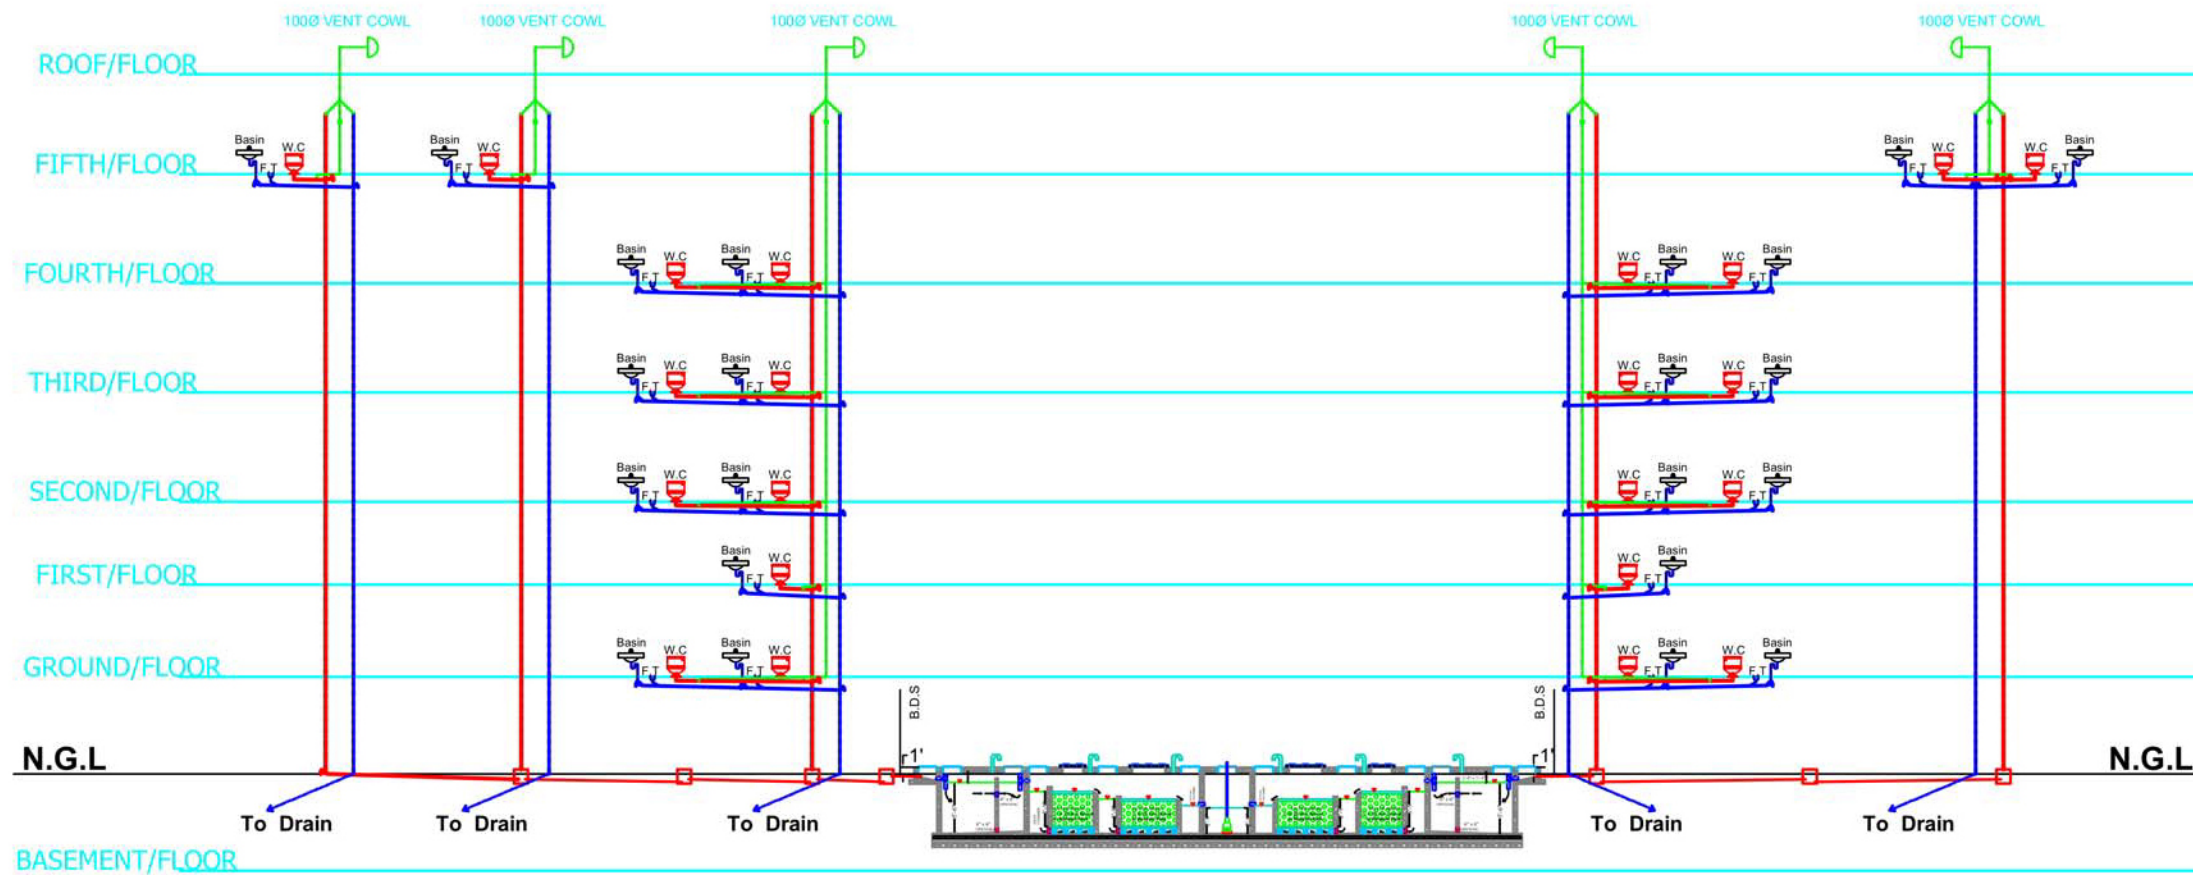 100Ø VENT COWL 100Ø VENT COWL 100Ø VENT COWL 100Ø VENT COWL 100Ø VENT COWL
ROOF/FLOOR
Basin W.C Basin W.C Basin W.C W.C Basin
FIFTH/FLOOR F.T F.T F.T F.T
Basin W.C Basin W.C W.C Basin W.C Basin
FOURTH/FLOOR F.T F.T F.T F.T
Basin W.C Basin W.C W.C Basin W.C Basin
THIRD/FLOOR F.T F.T F.T F.T
Basin W.C Basin W.C W.C Basin W.C Basin
SECOND/FLOOR F.T F.T F.T F.T
Basin W.C W.C Basin
FIRST/FLOOR F.T F.T
Basin W.C Basin W.C W.C Basin W.C Basin
GROUND/FLOOR F.T F.T F.T F.T
B.D.S B.D.S
N.G.L 1' 1' N.G.L
To Drain To Drain To Drain To Drain To Drain
BASEMENT/FLOOR